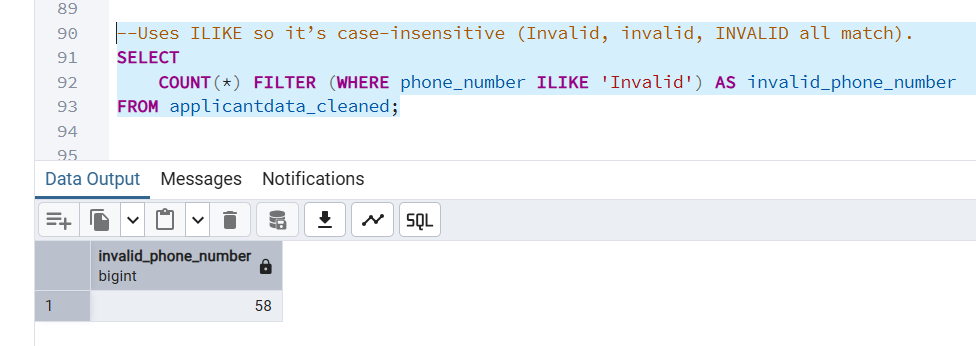 89
90 --Uses ILIKE so it’s case-insensitive (Invalid, invalid, INVALID all match).
91 SELECT
92 COUNT(*) FILTER (WHERE phone_number ILIKE 'Invalid') AS invalid_phone_number
93 FROM applicantdata_cleaned;
94
95
Data Output Messages Notifications
SQL
invalid_phone_number
bigint
1 58